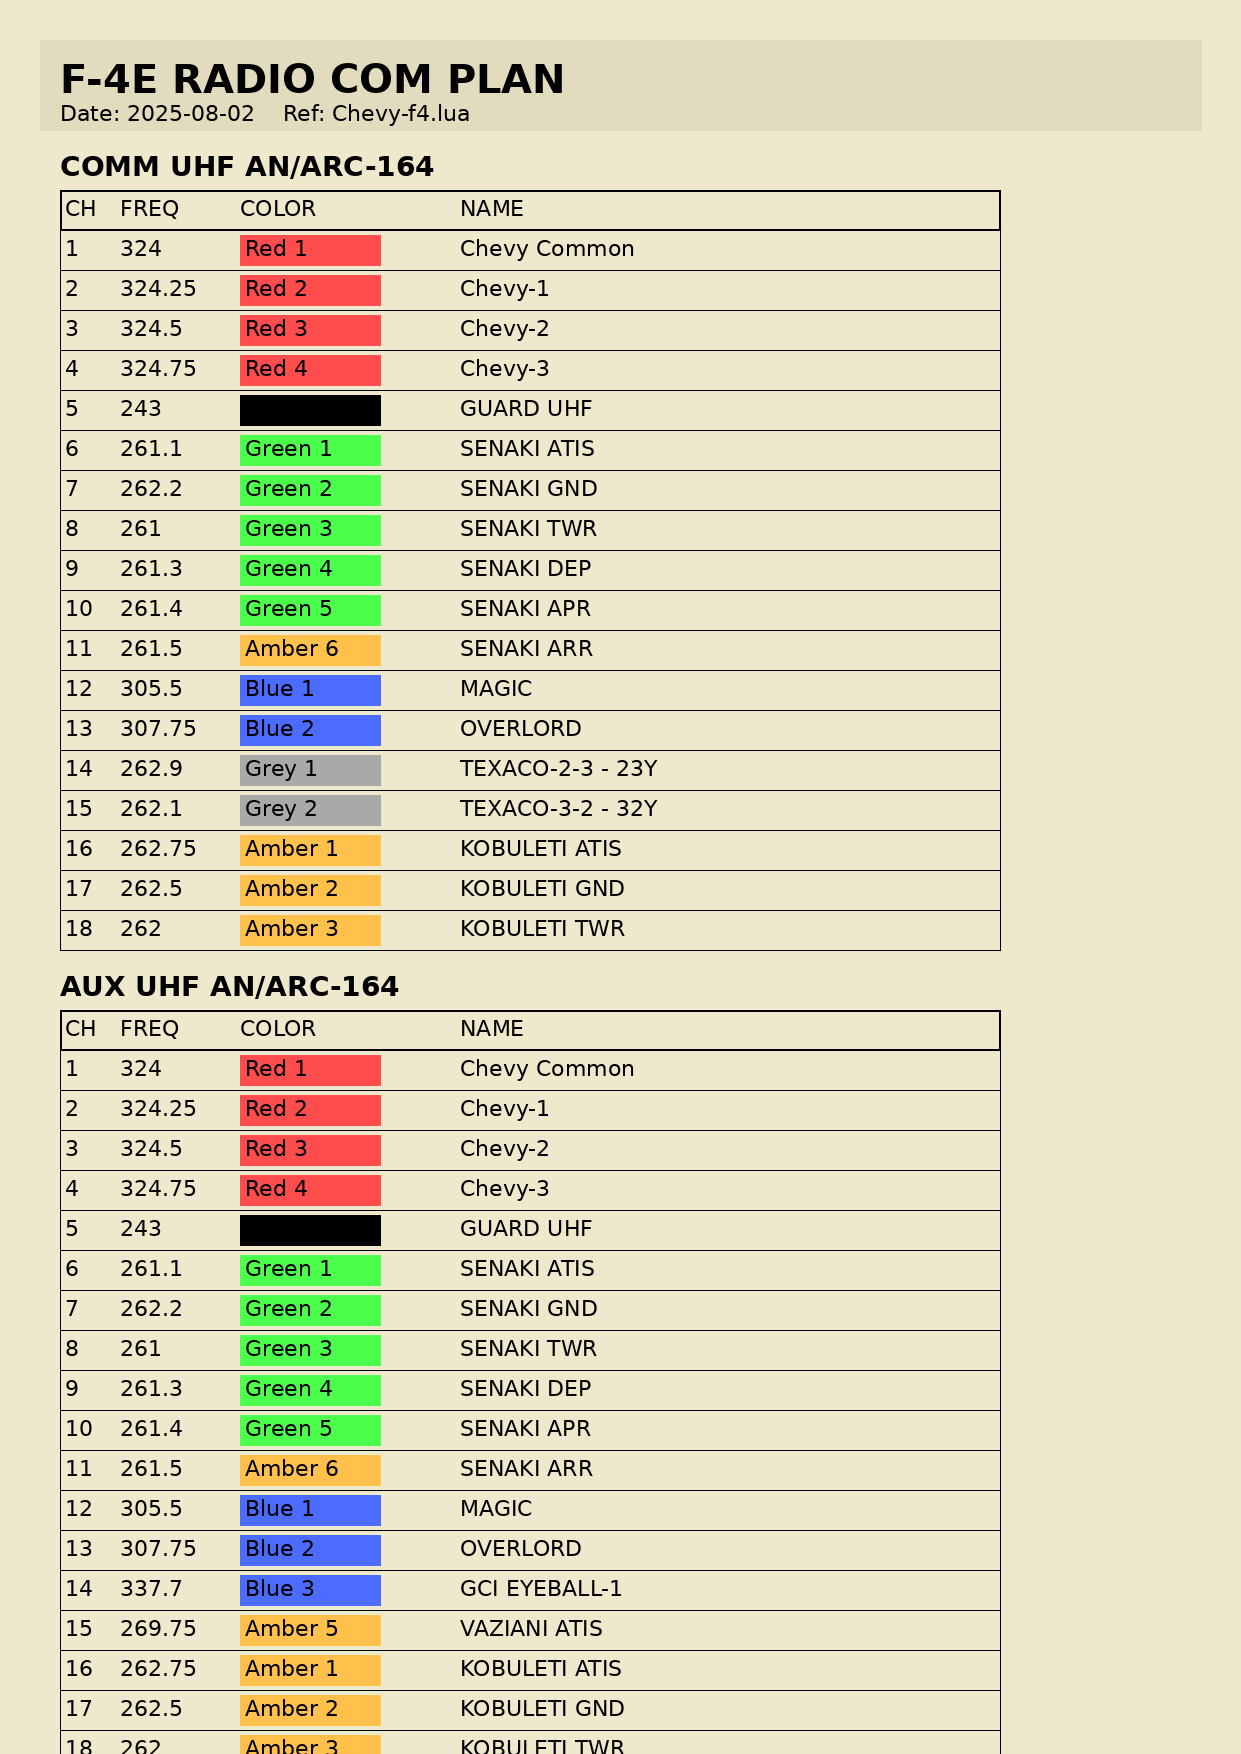 F-4E RADIO COM PLAN
Date: 2025-08-02 Ref: Chevy-f4.lua
COMM UHF AN/ARC-164
CH FREQ COLOR NAME
1 324 Red 1 Chevy Common
2 324.25 Red 2 Chevy-1
3 324.5 Red 3 Chevy-2
4 324.75 Red 4 Chevy-3
5 243 GUARD UHF
6 261.1 Green 1 SENAKI ATIS
7 262.2 Green 2 SENAKI GND
8 261 Green 3 SENAKI TWR
9 261.3 Green 4 SENAKI DEP
10 261.4 Green 5 SENAKI APR
11 261.5 Amber 6 SENAKI ARR
12 305.5 Blue 1 MAGIC
13 307.75 Blue 2 OVERLORD
14 262.9 Grey 1 TEXACO-2-3 - 23Y
15 262.1 Grey 2 TEXACO-3-2 - 32Y
16 262.75 Amber 1 KOBULETI ATIS
17 262.5 Amber 2 KOBULETI GND
18 262 Amber 3 KOBULETI TWR
AUX UHF AN/ARC-164
CH FREQ COLOR NAME
1 324 Red 1 Chevy Common
2 324.25 Red 2 Chevy-1
3 324.5 Red 3 Chevy-2
4 324.75 Red 4 Chevy-3
5 243 GUARD UHF
6 261.1 Green 1 SENAKI ATIS
7 262.2 Green 2 SENAKI GND
8 261 Green 3 SENAKI TWR
9 261.3 Green 4 SENAKI DEP
10 261.4 Green 5 SENAKI APR
11 261.5 Amber 6 SENAKI ARR
12 305.5 Blue 1 MAGIC
13 307.75 Blue 2 OVERLORD
14 337.7 Blue 3 GCI EYEBALL-1
15 269.75 Amber 5 VAZIANI ATIS
16 262.75 Amber 1 KOBULETI ATIS
17 262.5 Amber 2 KOBULETI GND
18 262 Amber 3 KOBULETI TWR